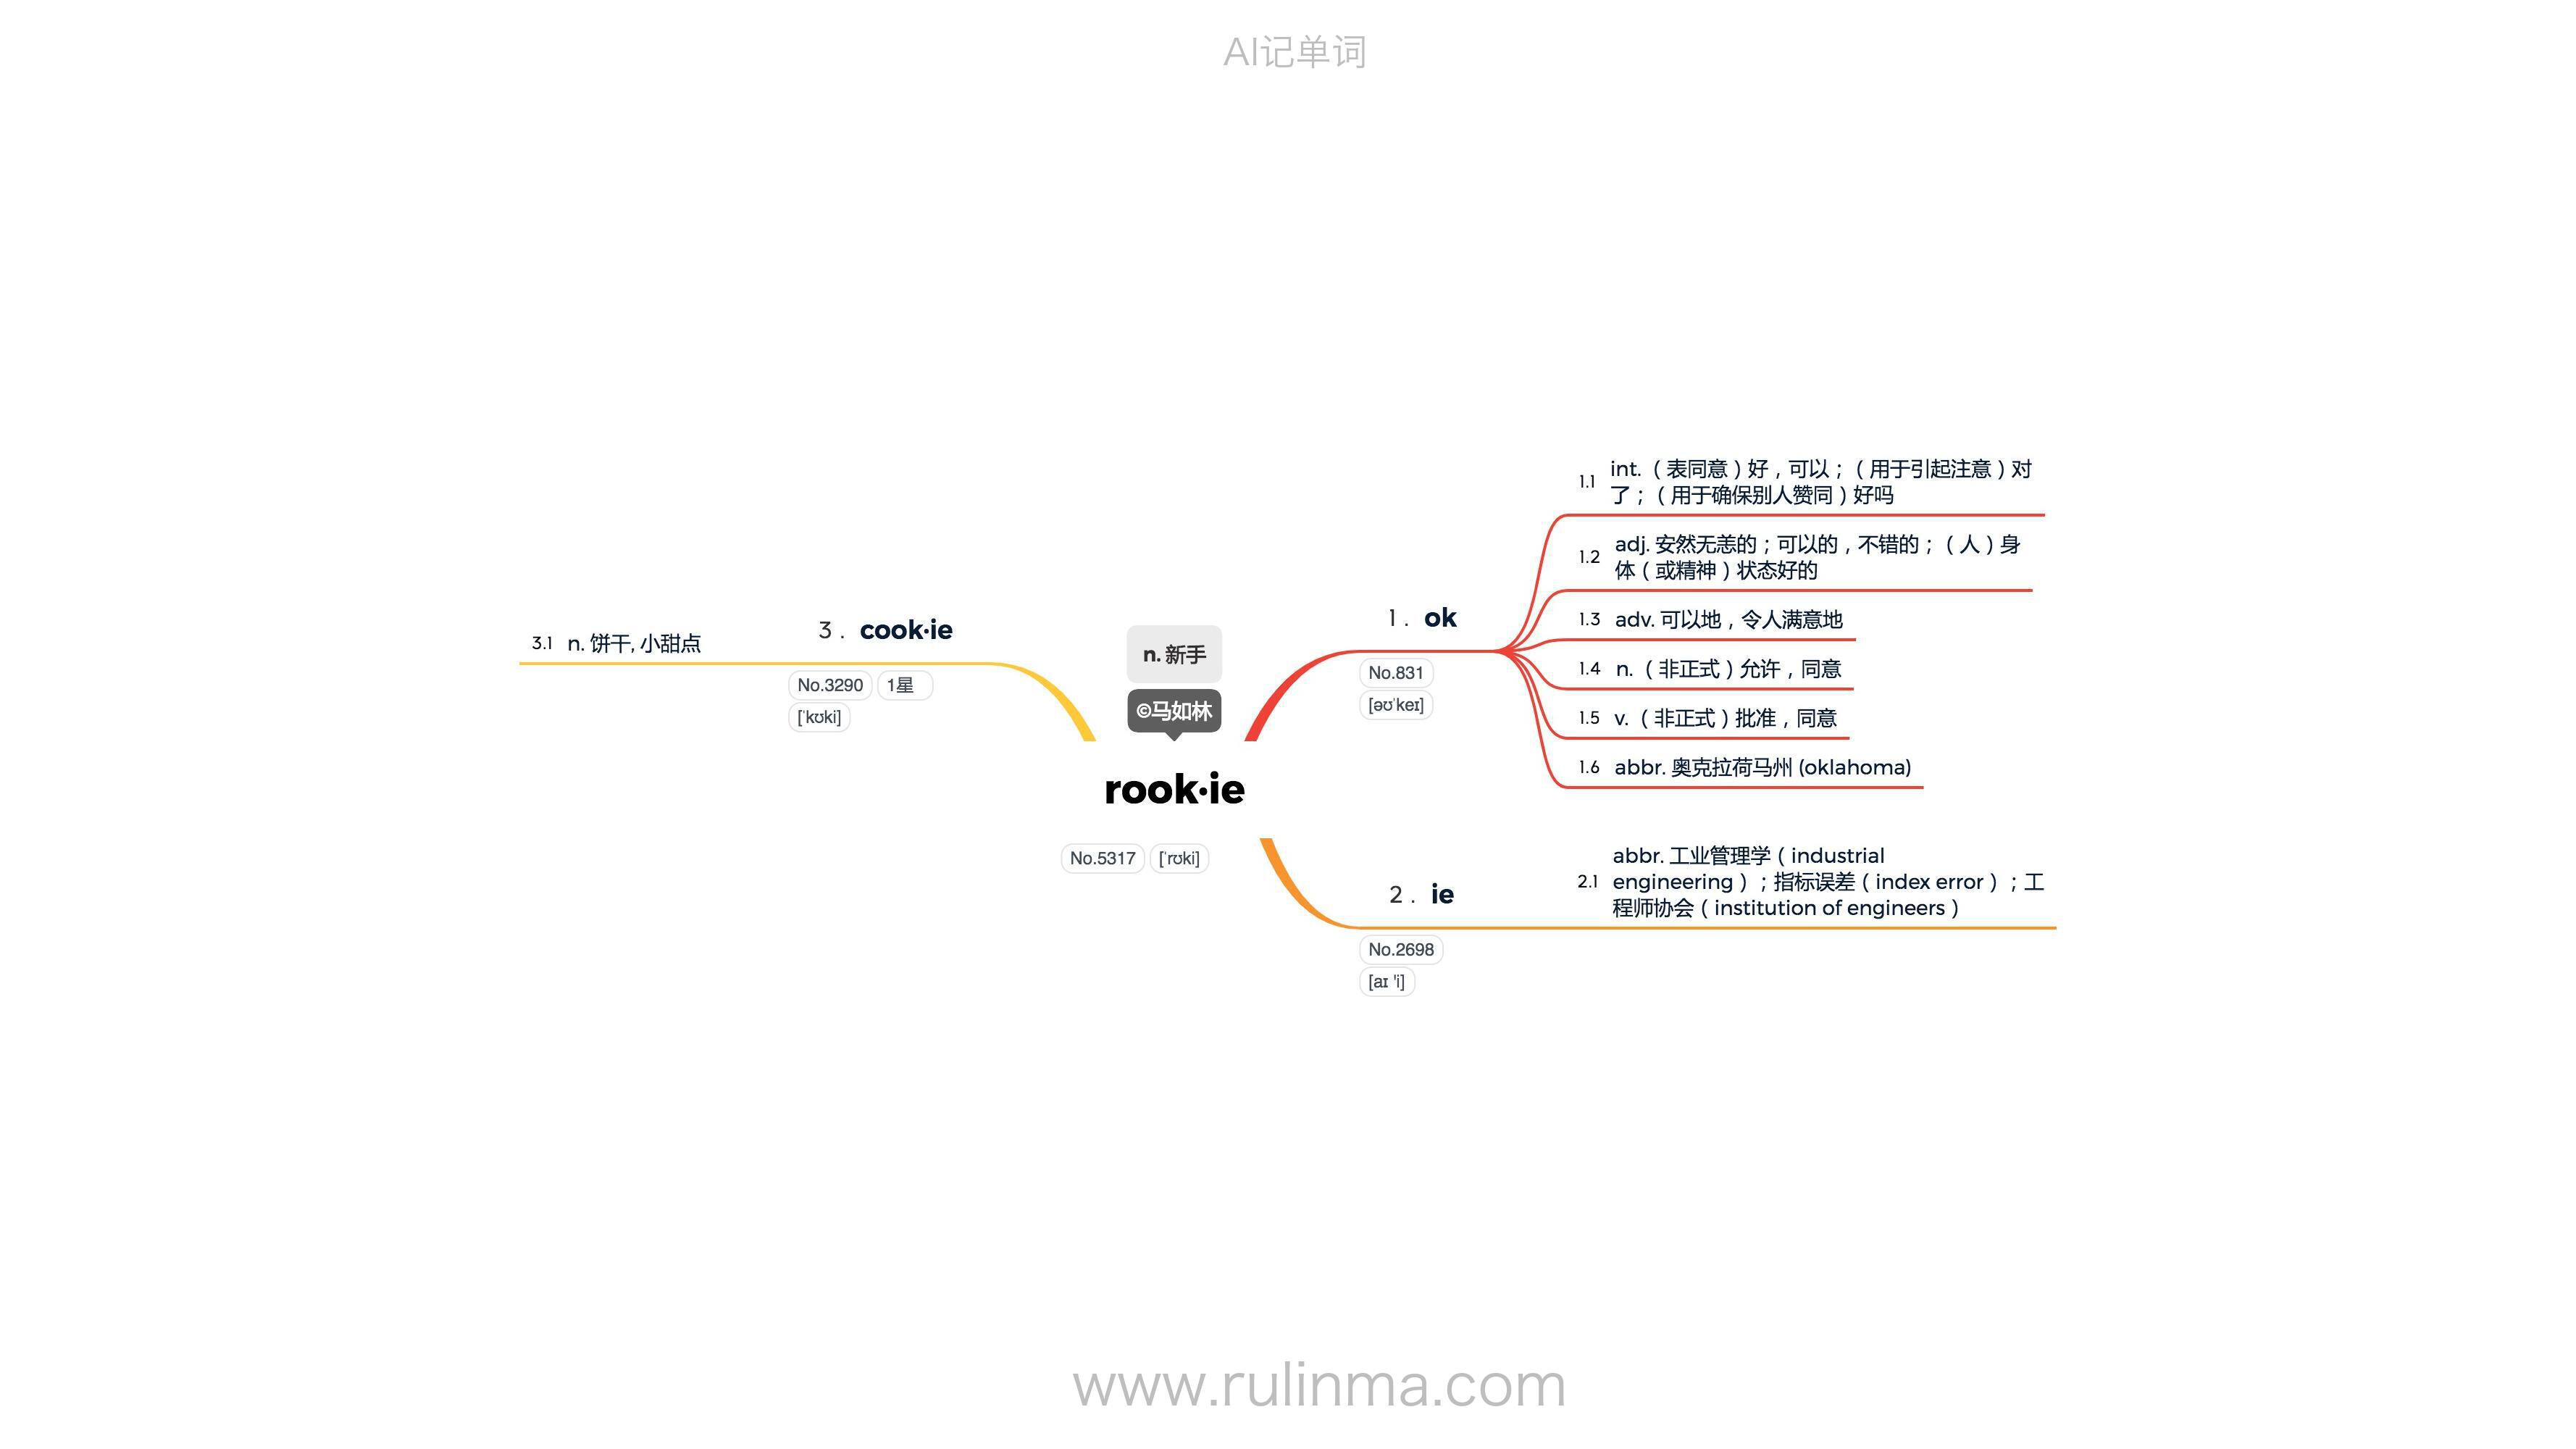 AI记单词
n. 新手
©马如林
rook·ie
No.5317 [ˈrʊki]
1. ok
No.831
[əʊˈkeɪ]
1.1 int.（表同意）好，可以；（用于引起注意）对
了；（用于确保别人赞同）好吗
1.2 adj. 安然无恙的；可以的，不错的；（人）身
体（或精神）状态好的
1.3 adv. 可以地，令人满意地
1.4 n.（非正式）允许，同意
1.5 v.（非正式）批准，同意
1.6 abbr. 奥克拉荷马州 (oklahoma)
2. ie
No.2698
[aɪ ˈi]
2.1 abbr. 工业管理学（industrial
engineering）；指标误差（index error）；工
程师协会（institution of engineers）
3. cook·ie
No.3290 1星
[ˈkʊki]
3.1 n. 饼干, 小甜点
www.rulinma.com